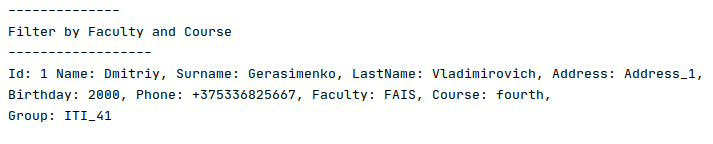 --------------
Filter by Faculty and Course
------------------
Id: 1 Name: Dmitriy, Surname: Gerasimenko, LastName: Vladimirovich, Address: Address_1,
Birthday: 2000, Phone: +375336825667, Faculty: FAIS, Course: fourth,
Group: ITI_41